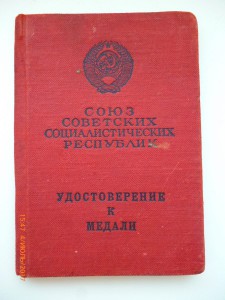 СОЮЗ
СОВЕТСКИХ
СОЦИАЛИСТИЧЕСКИХ
РЕСПУБЛИК
УДОСТОВЕРЕНИЕ
К
МЕДАЛИ